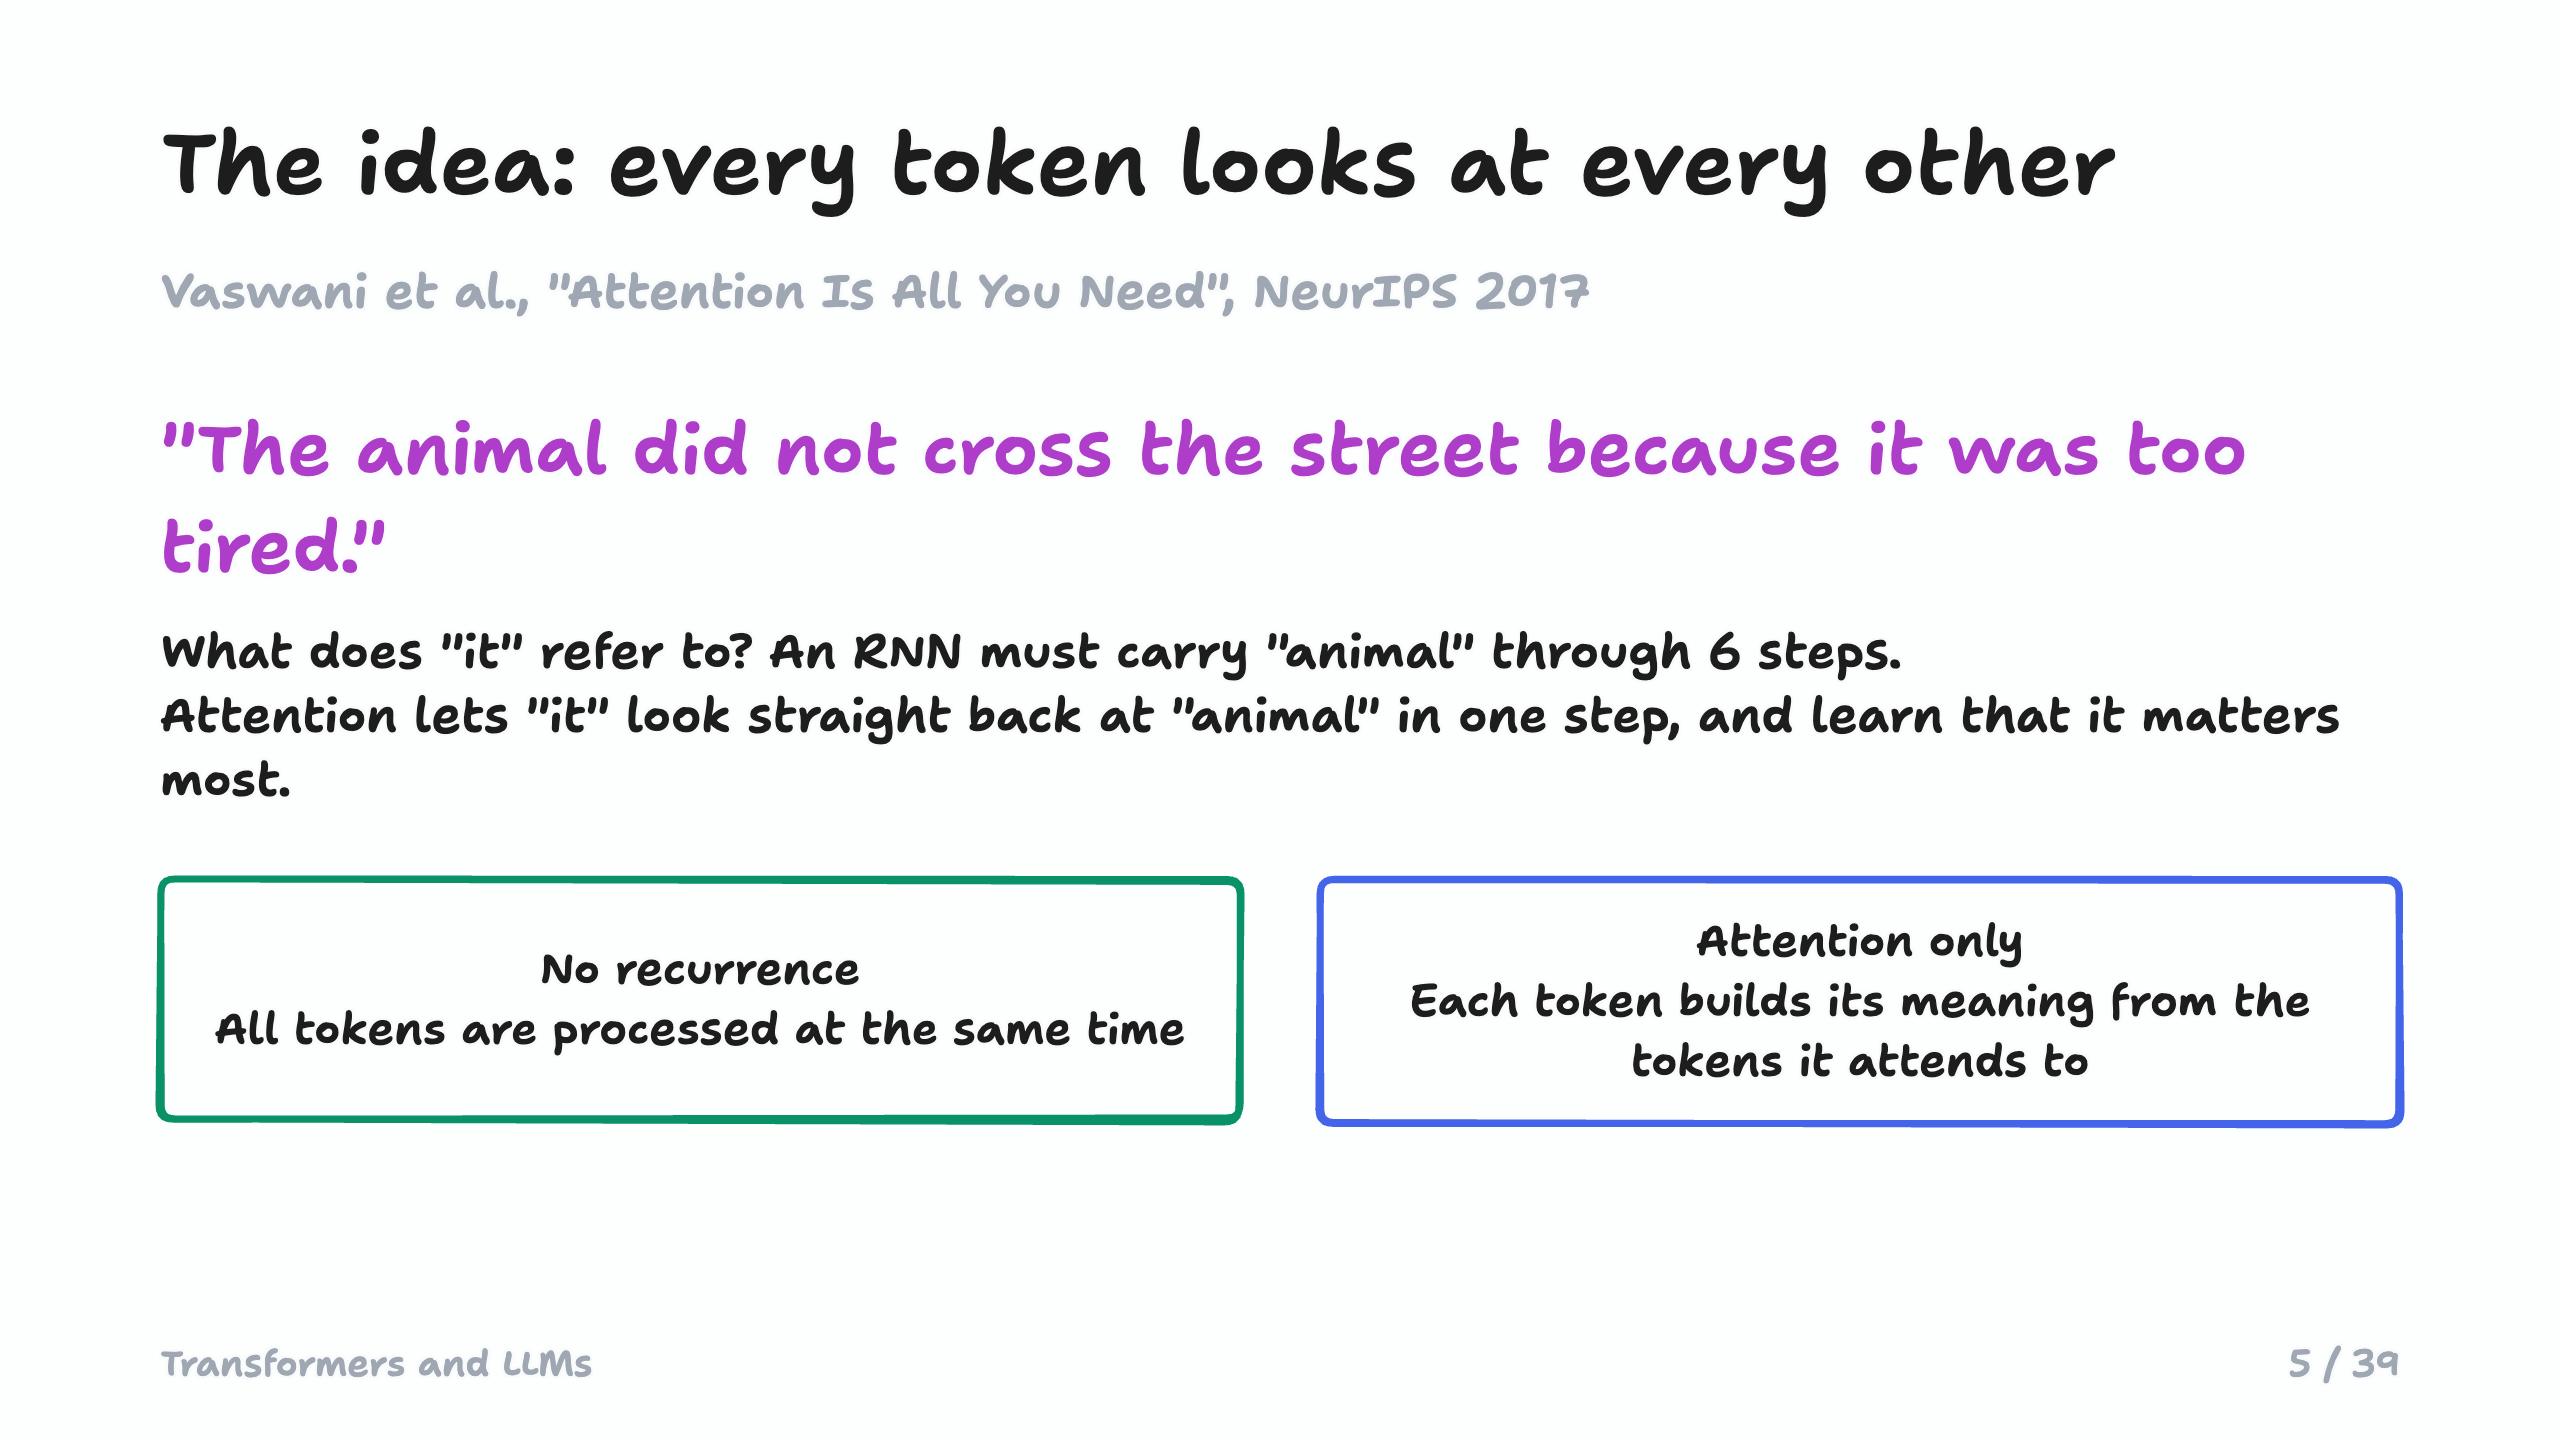 The idea: every token looks at every other
Vaswani et al., "Attention Is All You Need", NeurIPS 2017
"The animal did not cross the street because it was too
tired."
What does "it" refer to? An RNN must carry "animal" through 6 steps.
Attention lets "it" look straight back at "animal" in one step, and learn that it matters
most.
No recurrence
All tokens are processed at the same time
Attention only
Each token builds its meaning from the
tokens it attends to
Transformers and LLMs
5 / 39